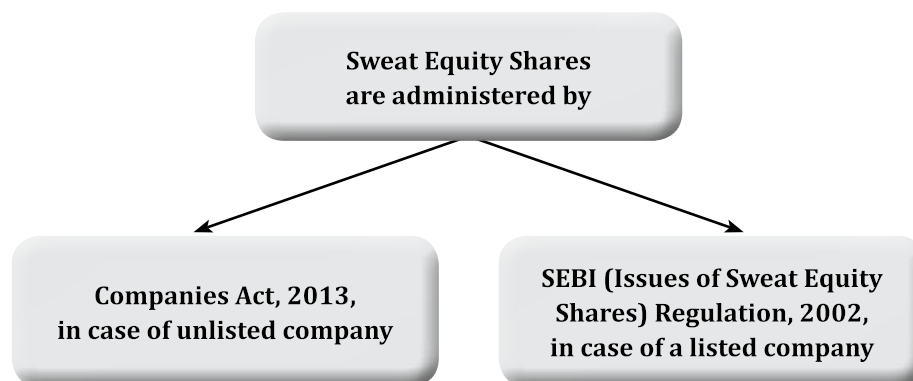 Sweat Equity Shares
are administered by
Companies Act, 2013,
in case of unlisted company
SEBI (Issues of Sweat Equity
Shares) Regulation, 2002,
in case of a listed company